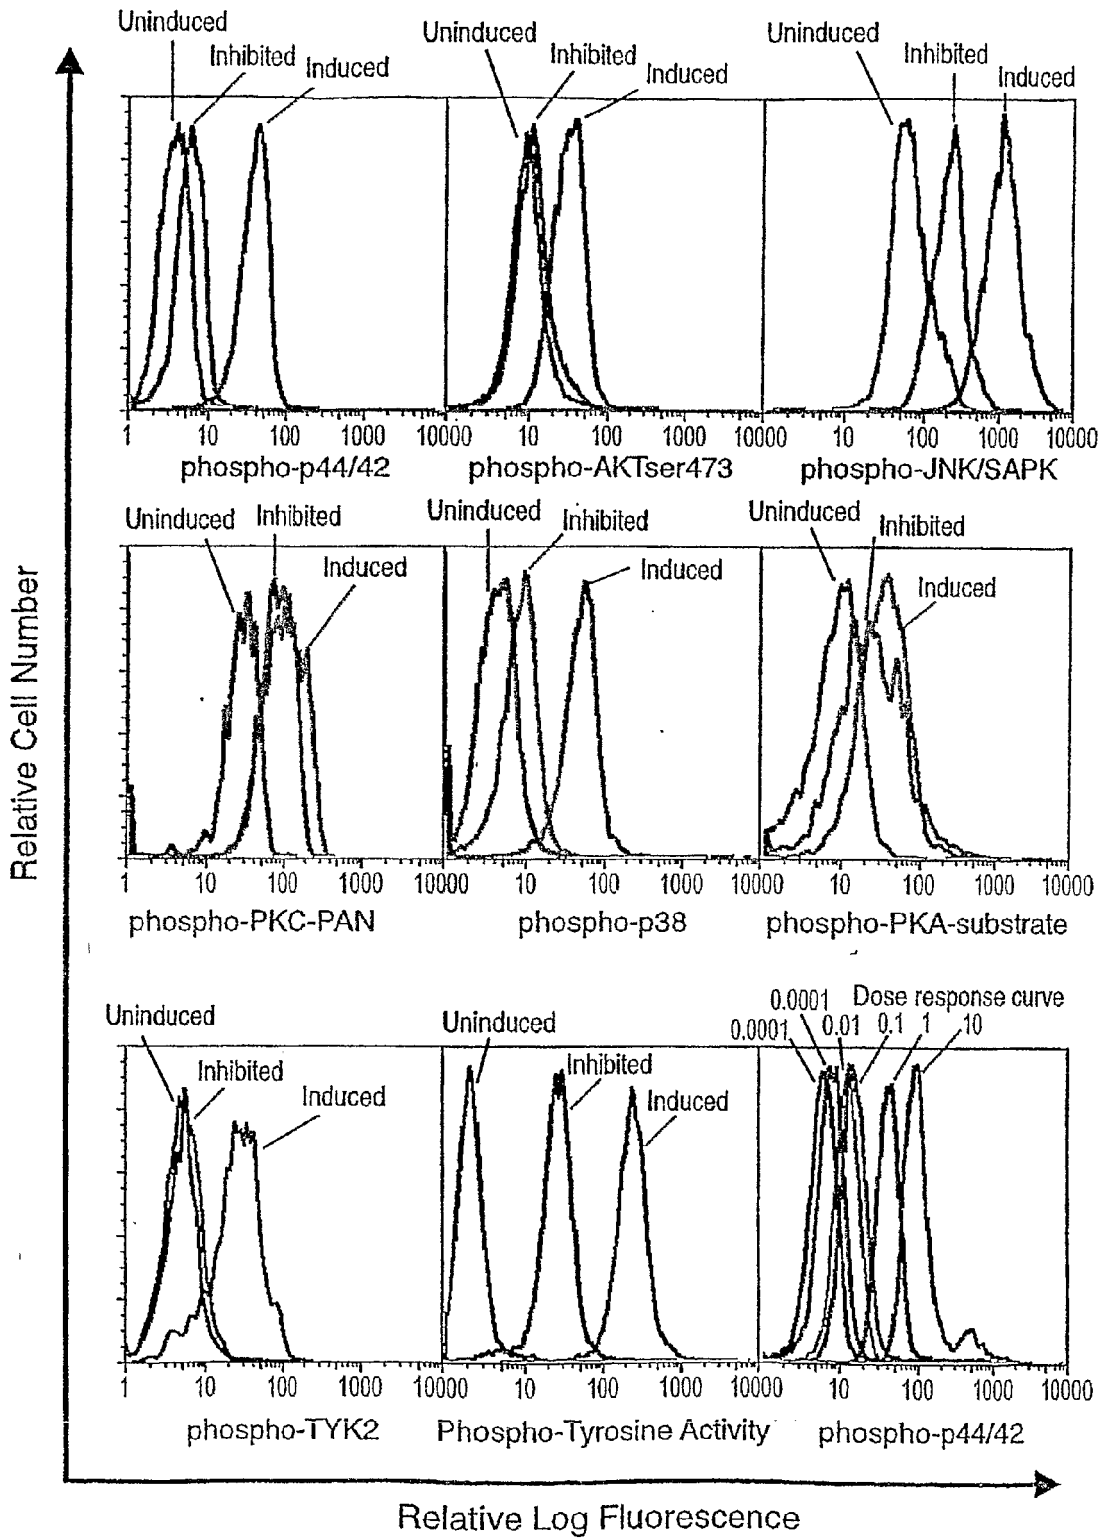 Uninduced
Inhibited
Induced
Uninduced
Inhibited
Induced
Uninduced
Inhibited
Induced
1 10 100 1000 10000 10 100 1000 10000 10 100 1000 10000
phospho-p44/42 phospho-AKTser473 phospho-JNK/SAPK
Uninduced
Inhibited
Induced
Uninduced
Inhibited
Induced
Uninduced
Inhibited
Induced
1 10 100 1000 10000 10 100 1000 10000 10 100 1000 10000
phospho-PKC-PAN phospho-p38 phospho-PKA-substrate
Uninduced
Inhibited
Induced
Uninduced
Inhibited
Induced
0.0001 Dose response curve
0.0001 0.01 0.1 1 10
1 10 100 1000 10000 10 100 1000 10000 10 100 1000 10000
phospho-TYK2 Phospho-Tyrosine Activity phospho-p44/42
Relative Cell Number
Relative Log Fluorescence